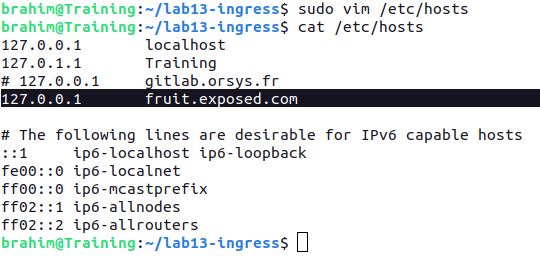 brahim@Training:~/lab13-ingress$ sudo vim /etc/hosts
brahim@Training:~/lab13-ingress$ cat /etc/hosts
127.0.0.1       localhost
127.0.1.1       Training
# 127.0.0.1     gitlab.orsys.fr
127.0.0.1       fruit.exposed.com

# The following lines are desirable for IPv6 capable hosts
::1     ip6-localhost ip6-loopback
fe00::0 ip6-localnet
ff00::0 ip6-mcastprefix
ff02::1 ip6-allnodes
ff02::2 ip6-allrouters
brahim@Training:~/lab13-ingress$